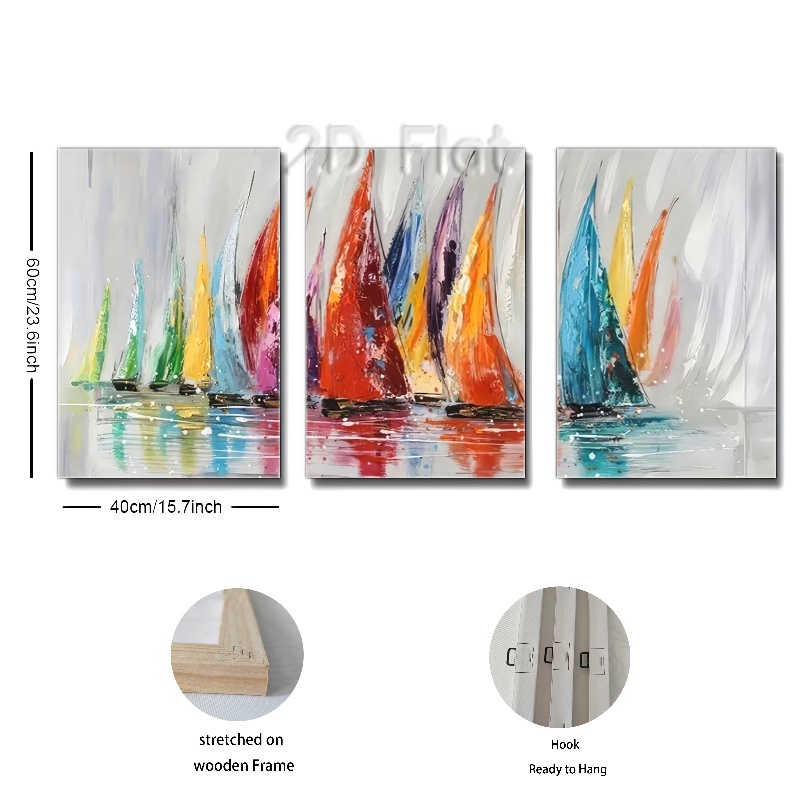 2D Flat
60cm/23.6inch
40cm/15.7inch
stretched on
wooden Frame
Hook
Ready to Hang